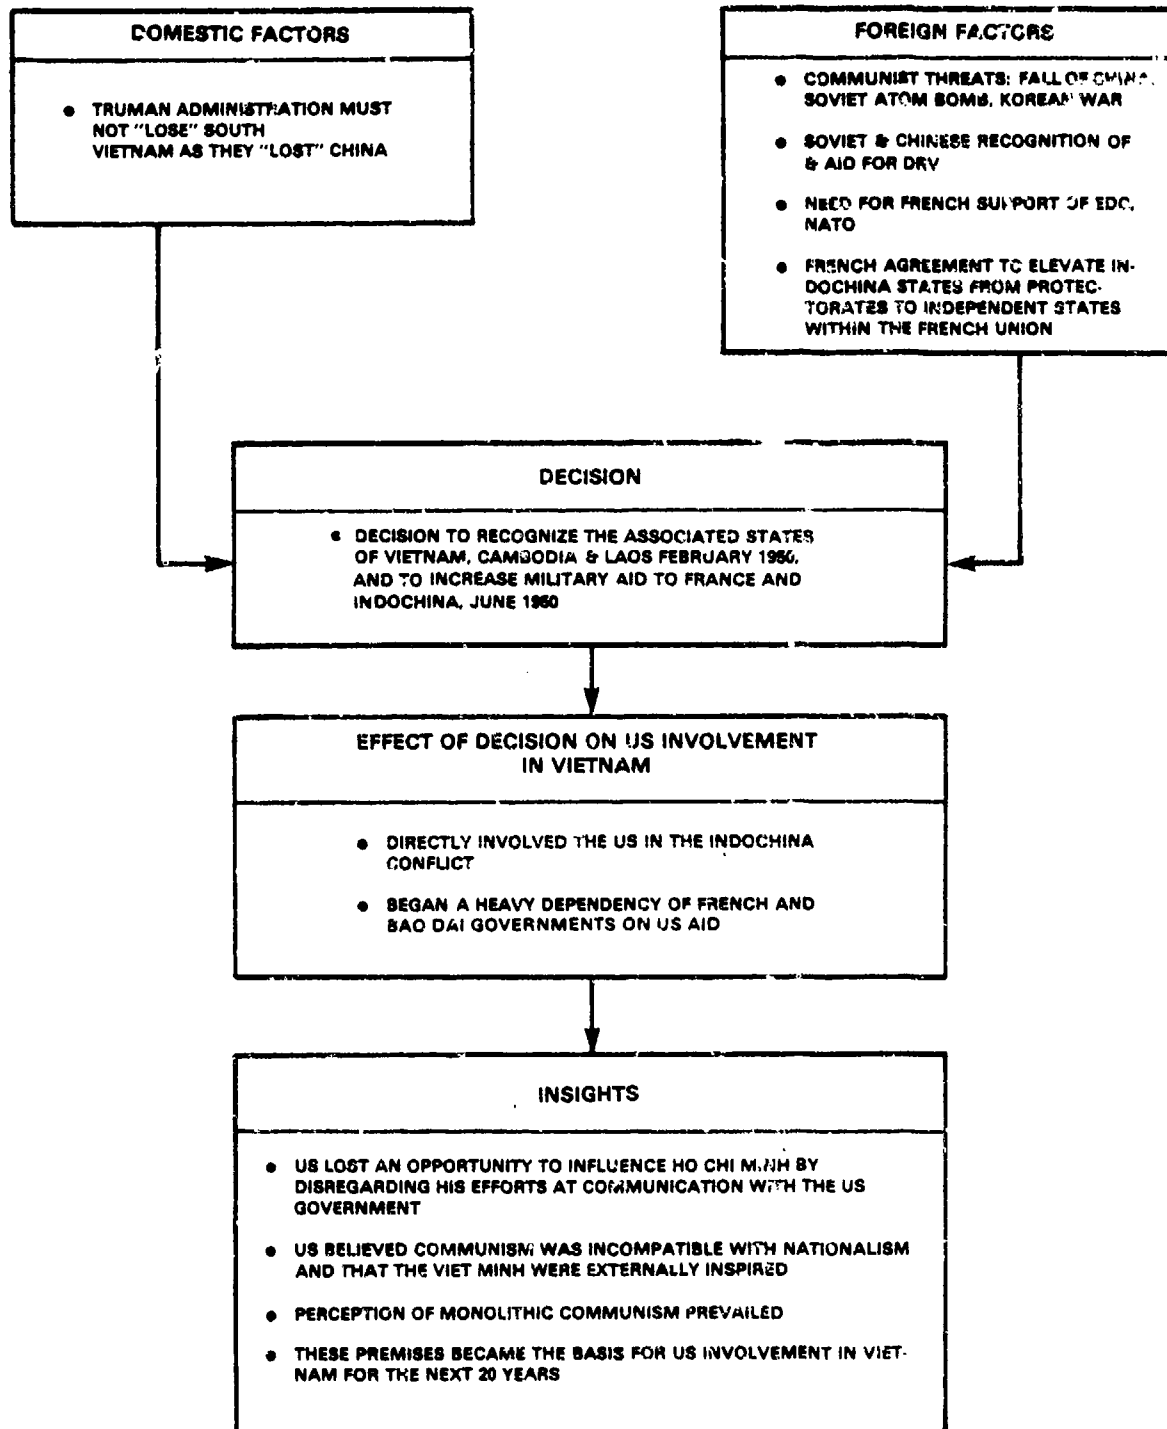 DOMESTIC FACTORS
● TRUMAN ADMINISTRATION MUST
NOT "LOSE" SOUTH
VIETNAM AS THEY "LOST" CHINA
FOREIGN FACTORS
● COMMUNIST THREATS: FALL OF CHINA,
SOVIET ATOM BOMB, KOREAN WAR
● SOVIET & CHINESE RECOGNITION OF
& AID FOR DRV
● NEED FOR FRENCH SUPPORT OF EDC,
NATO
● FRENCH AGREEMENT TO ELEVATE IN-
DOCHINA STATES FROM PROTEC-
TORATES TO INDEPENDENT STATES
WITHIN THE FRENCH UNION
DECISION
● DECISION TO RECOGNIZE THE ASSOCIATED STATES
OF VIETNAM, CAMBODIA & LAOS FEBRUARY 1950,
AND TO INCREASE MILITARY AID TO FRANCE AND
INDOCHINA, JUNE 1950
EFFECT OF DECISION ON US INVOLVEMENT
IN VIETNAM
● DIRECTLY INVOLVED THE US IN THE INDOCHINA
CONFLICT
● BEGAN A HEAVY DEPENDENCY OF FRENCH AND
BAO DAI GOVERNMENTS ON US AID
INSIGHTS
● US LOST AN OPPORTUNITY TO INFLUENCE HO CHI MINH BY
DISREGARDING HIS EFFORTS AT COMMUNICATION WITH THE US
GOVERNMENT
● US BELIEVED COMMUNISM WAS INCOMPATIBLE WITH NATIONALISM
AND THAT THE VIET MINH WERE EXTERNALLY INSPIRED
● PERCEPTION OF MONOLITHIC COMMUNISM PREVAILED
● THESE PREMISES BECAME THE BASIS FOR US INVOLVEMENT IN VIET-
NAM FOR THE NEXT 20 YEARS